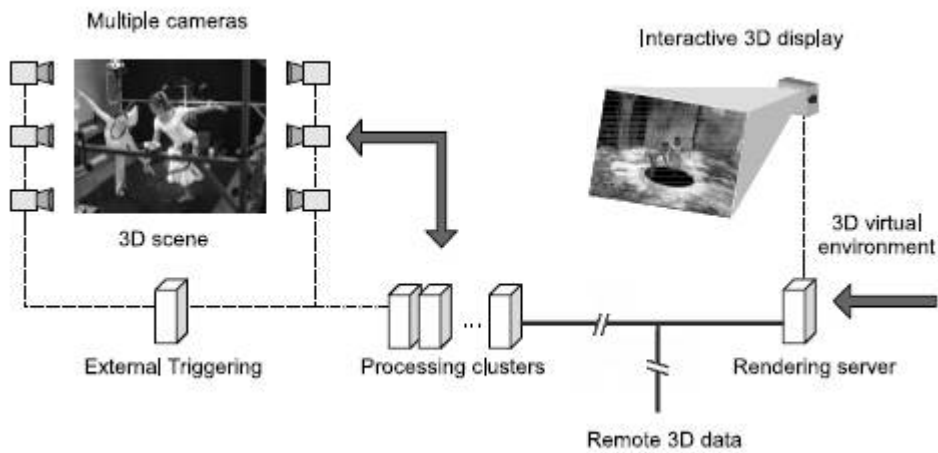 Multiple cameras
Interactive 3D display
3D scene
3D virtual
environment
External Triggering
...
Processing clusters
Rendering server
Remote 3D data